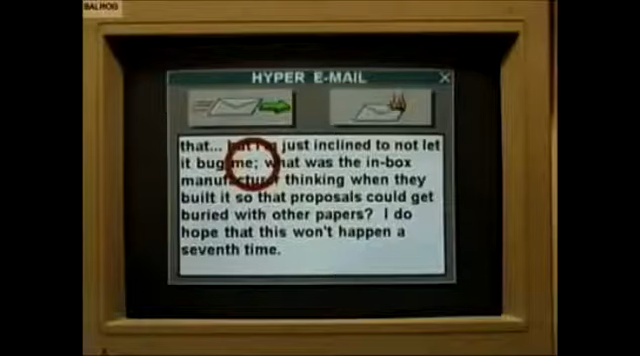 BALROG
HYPER E-MAIL
that... but I'm just inclined to not let
it bug me; what was the in-box
manufacturer thinking when they
built it so that proposals could get
buried with other papers? I do
hope that this won't happen a
seventh time.